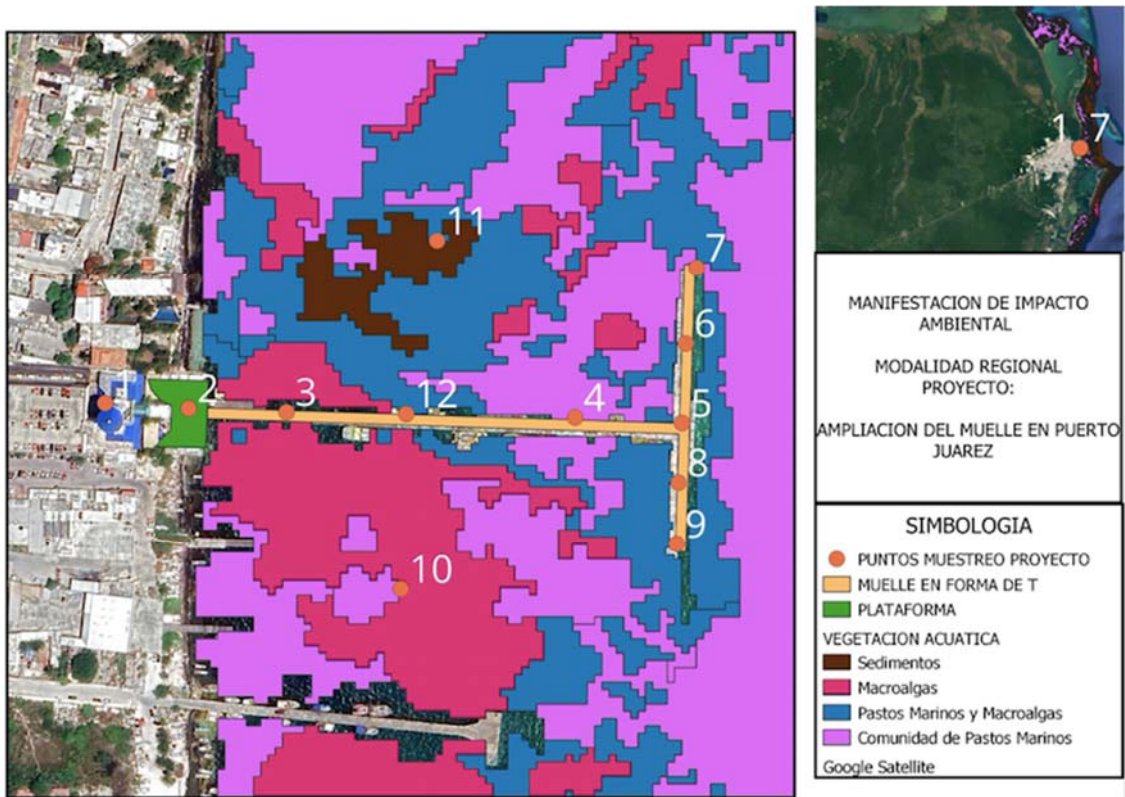 11
7
6
1
2
3
12
4
5
8
9
10
1 7
MANIFESTACION DE IMPACTO
AMBIENTAL
MODALIDAD REGIONAL
PROYECTO:
AMPLIACION DEL MUELLE EN PUERTO
JUAREZ
SIMBOLOGIA
PUNTOS MUESTREO PROYECTO
MUELLE EN FORMA DE T
PLATAFORMA
VEGETACION ACUATICA
Sedimentos
Macroalgas
Pastos Marinos y Macroalgas
Comunidad de Pastos Marinos
Google Satellite